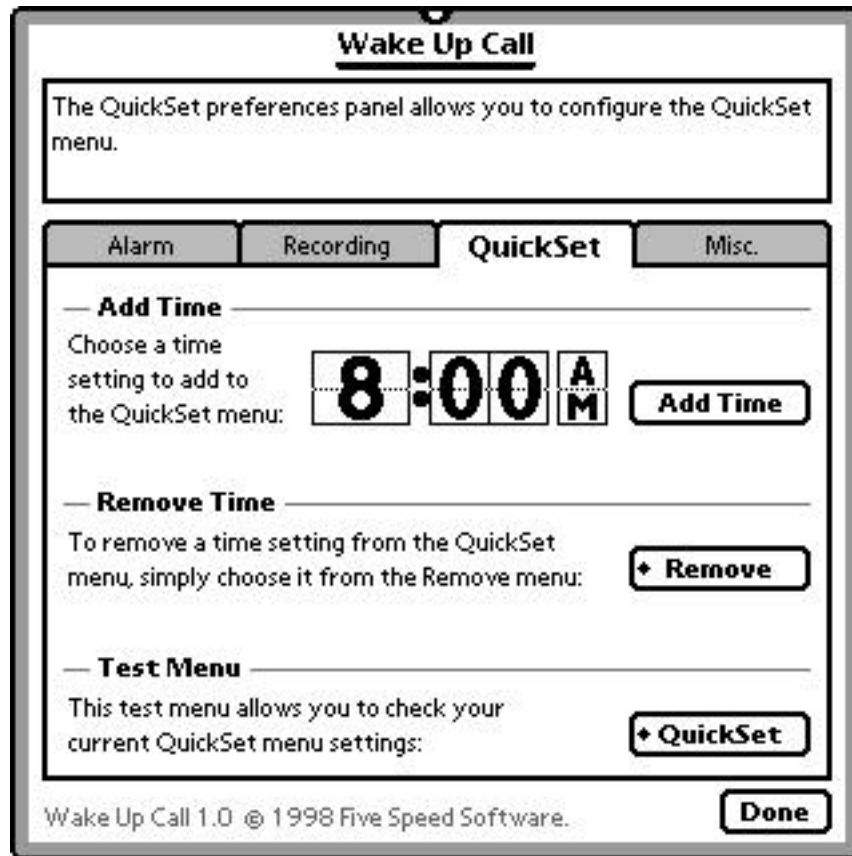 Wake Up Call
The QuickSet preferences panel allows you to configure the QuickSet
menu.
Alarm Recording QuickSet Misc.
Add Time
Choose a time
setting to add to
the QuickSet menu:
8:00 AM
Add Time
Remove Time
To remove a time setting from the QuickSet
menu, simply choose it from the Remove menu:
Remove
Test Menu
This test menu allows you to check your
current QuickSet menu settings:
QuickSet
Wake Up Call 1.0 © 1998 Five Speed Software.
Done